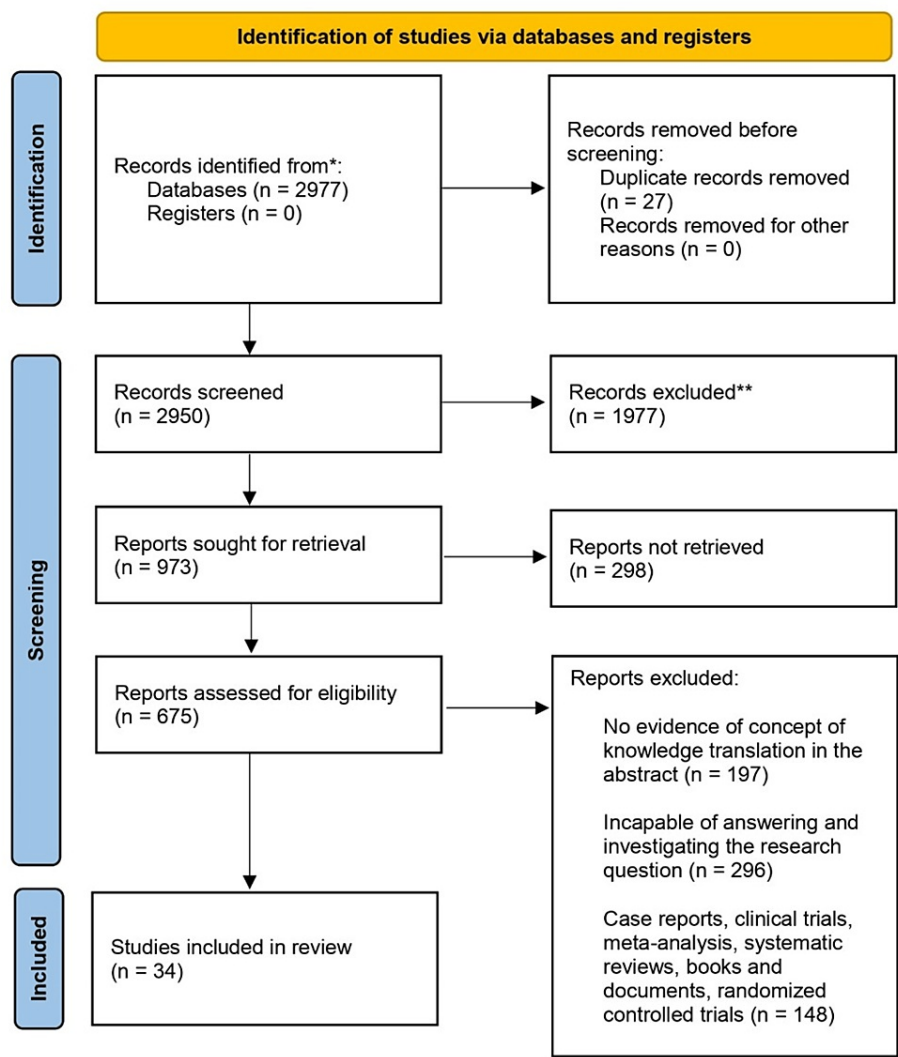 Identification of studies via databases and registers
Identification
Records identified from*:
Databases (n = 2977)
Registers (n = 0)
Records removed before
screening:
Duplicate records removed
(n = 27)
Records removed for other
reasons (n = 0)
Screening
Records screened
(n = 2950)
Records excluded**
(n = 1977)
Reports sought for retrieval
(n = 973)
Reports not retrieved
(n = 298)
Reports assessed for eligibility
(n = 675)
Reports excluded:
No evidence of concept of
knowledge translation in the
abstract (n = 197)
Incapable of answering and
investigating the research
question (n = 296)
Case reports, clinical trials,
meta-analysis, systematic
reviews, books and
documents, randomized
controlled trials (n = 148)
Included
Studies included in review
(n = 34)